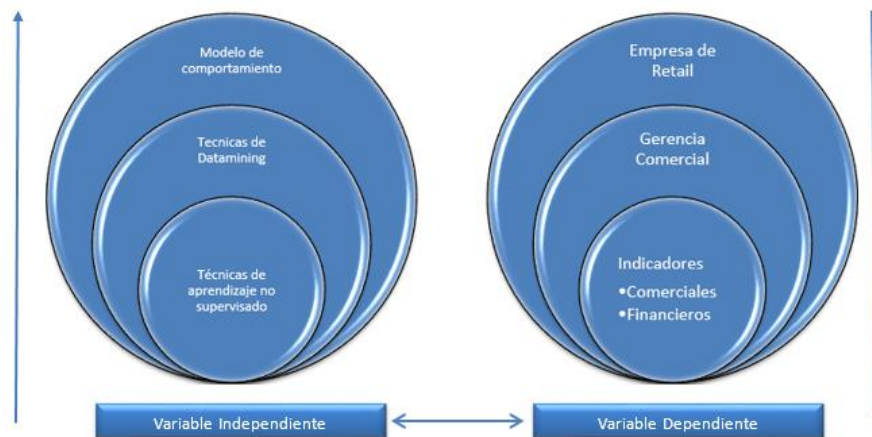 Modelo de
comportamiento
Tecnicas de
Datamining
Técnicas de
aprendizaje no
supervisado
Variable Independiente
Empresa de
Retail
Gerencia
Comercial
Indicadores
•Comerciales
•Financieros
Variable Dependiente